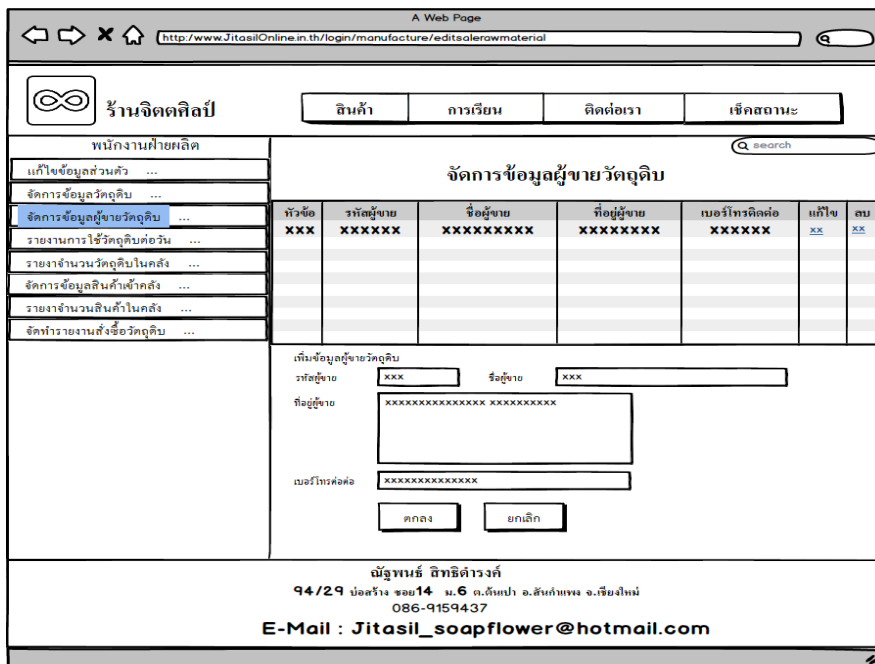 A Web Page
http:/www.JitasilOnline.in.th/login/manufacture/editsalerawmaterial
ร้านจิตตศิลป์
สินค้า การเรียน ติดต่อเรา เช็คสถานะ
พนักงานฝ่ายผลิต
search
แก้ไขข้อมูลส่วนตัว ...
จัดการข้อมูลวัตถุดิบ ...
จัดการข้อมูลผู้ขายวัตถุดิบ ...
รายงานการใช้วัตถุดิบต่อวัน ...
รายงาจำนวนวัตถุดิบในคลัง ...
จัดการข้อมูลสินค้าเข้าคลัง ...
รายงาจำนวนสินค้าในคลัง ...
จัดทำรายงานสั่งซื้อวัตถุดิบ ...
จัดการข้อมูลผู้ขายวัตถุดิบ
หัวข้อ รหัสผู้ขาย ชื่อผู้ขาย ที่อยู่ผู้ขาย เบอร์โทรติดต่อ แก้ไข ลบ
xxx xxxxxx xxxxxxxxx xxxxxxxx xxxxxx xx xx
เพิ่มข้อมูลผู้ขายวัตถุดิบ
รหัสผู้ขาย xxx ชื่อผู้ขาย xxx
ที่อยู่ผู้ขาย xxxxxxxxxxxxxxx xxxxxxxxxx
เบอร์โทรต่อต่อ xxxxxxxxxxxxxx
ตกลง ยกเลิก
ณัฐพนธ์ สิทธิดำรงค์
94/29 บ่อสร้าง ซอย14 ม.6 ต.ต้นเปา อ.สันกำแพง จ.เชียงใหม่
086-9159437
E-Mail : Jitasil_soapflower@hotmail.com